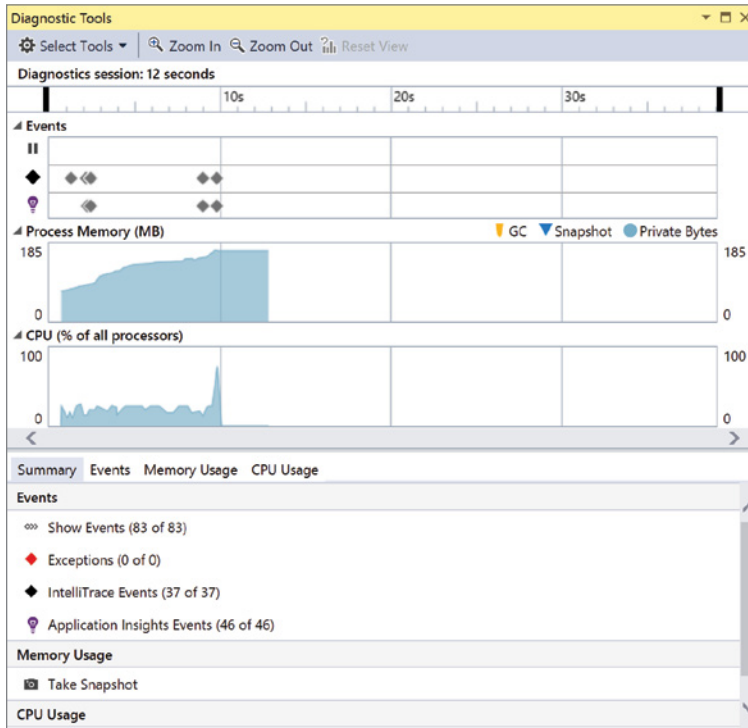 Diagnostic Tools
Select Tools Zoom In Zoom Out Reset View
Diagnostics session: 12 seconds
10s 20s 30s
Events
Process Memory (MB) GC Snapshot Private Bytes
185 185
0 0
CPU (% of all processors)
100 100
0 0
Summary Events Memory Usage CPU Usage
Events
Show Events (83 of 83)
Exceptions (0 of 0)
IntelliTrace Events (37 of 37)
Application Insights Events (46 of 46)
Memory Usage
Take Snapshot
CPU Usage